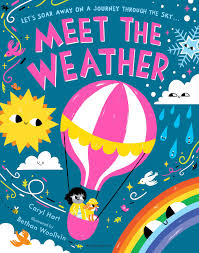 LET'S SOAR AWAY ON A JOURNEY THROUGH THE SKY...
MEET THE
WEATHER
Caryl Hart
illustrated by
Bethan Woollvin